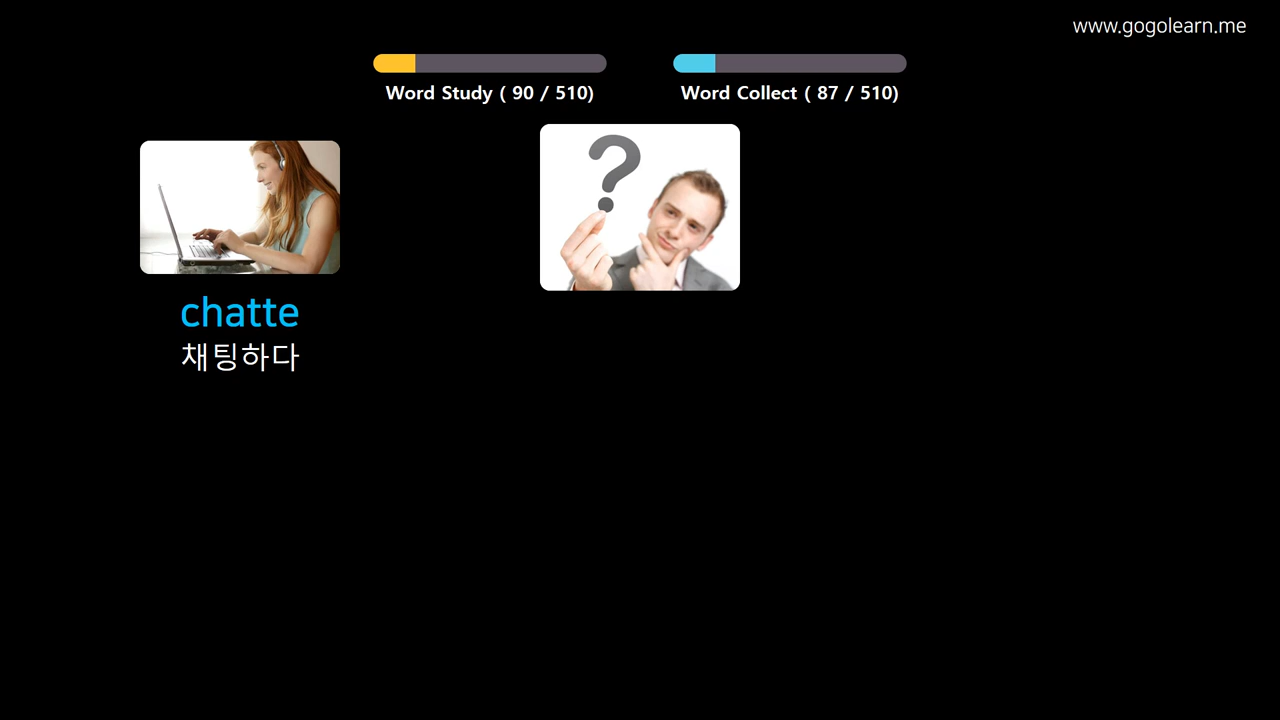 www.gogolearn.me
Word Study ( 90 / 510)
Word Collect ( 87 / 510)
?
chatte
채팅하다